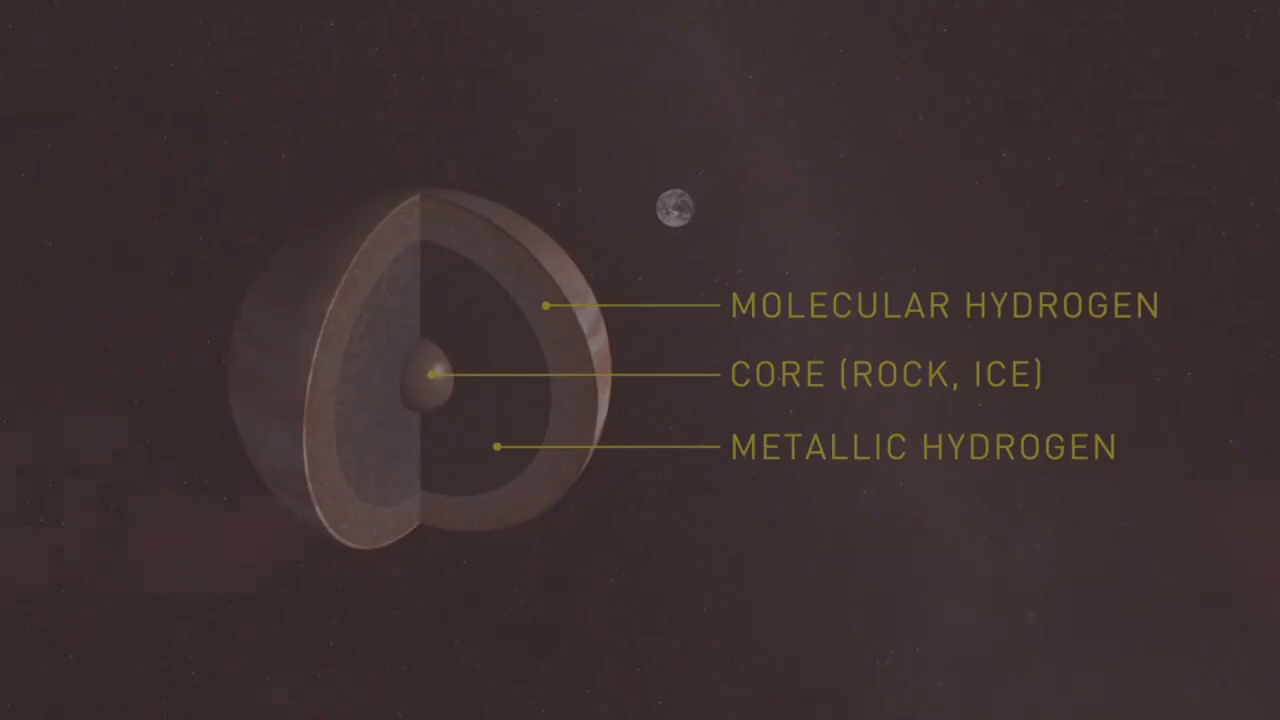 MOLECULAR HYDROGEN
CORE (ROCK, ICE)
METALLIC HYDROGEN